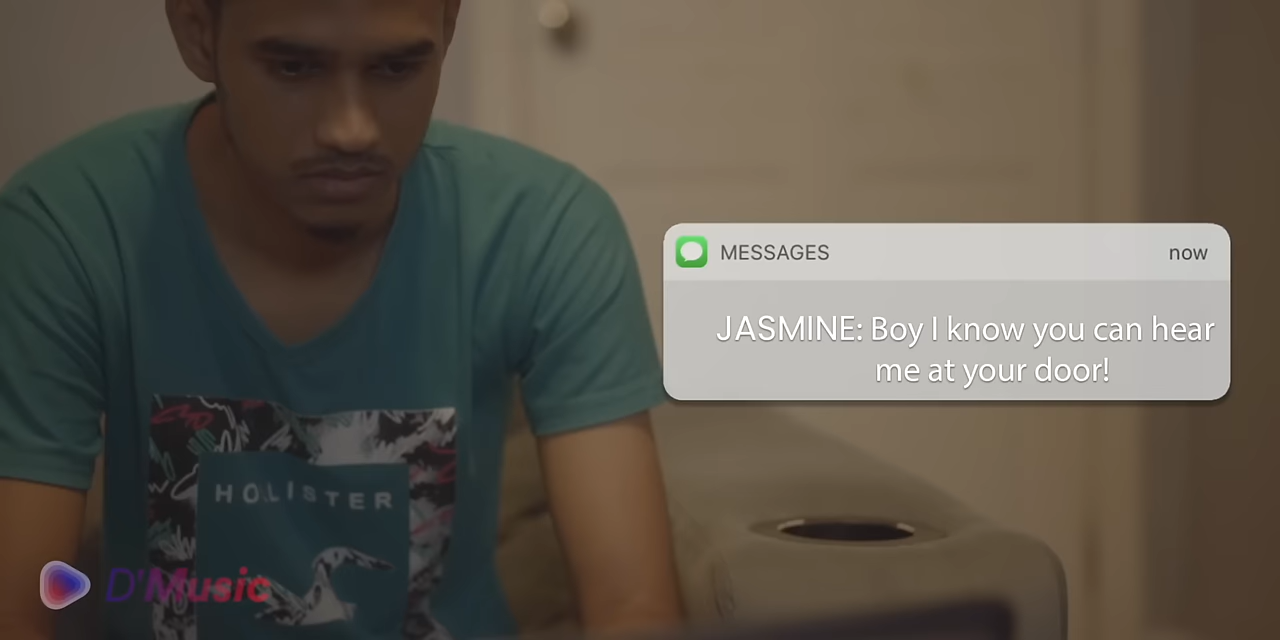 MESSAGES
now
JASMINE: Boy I know you can hear
me at your door!
HOLLISTER
D'Music